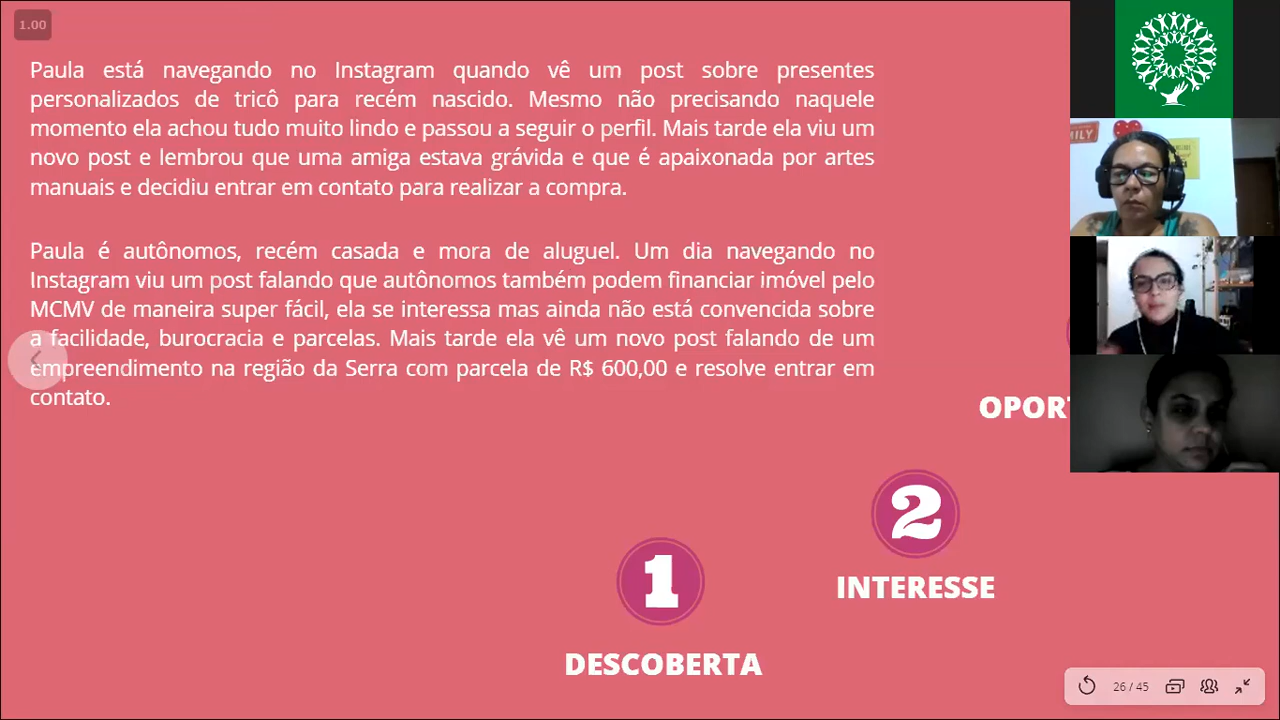 1.00
Paula está navegando no Instagram quando vê um post sobre presentes
personalizados de tricô para recém nascido. Mesmo não precisando naquele
momento ela achou tudo muito lindo e passou a seguir o perfil. Mais tarde ela viu um
novo post e lembrou que uma amiga estava grávida e que é apaixonada por artes
manuais e decidiu entrar em contato para realizar a compra.
Paula é autônomos, recém casada e mora de aluguel. Um dia navegando no
Instagram viu um post falando que autônomos também podem financiar imóvel pelo
MCMV de maneira super fácil, ela se interessa mas ainda não está convencida sobre
a facilidade, burocracia e parcelas. Mais tarde ela vê um novo post falando de um
empreendimento na região da Serra com parcela de R$ 600,00 e resolve entrar em
contato.
OPORT
2
INTERESSE
1
DESCOBERTA
26 / 45